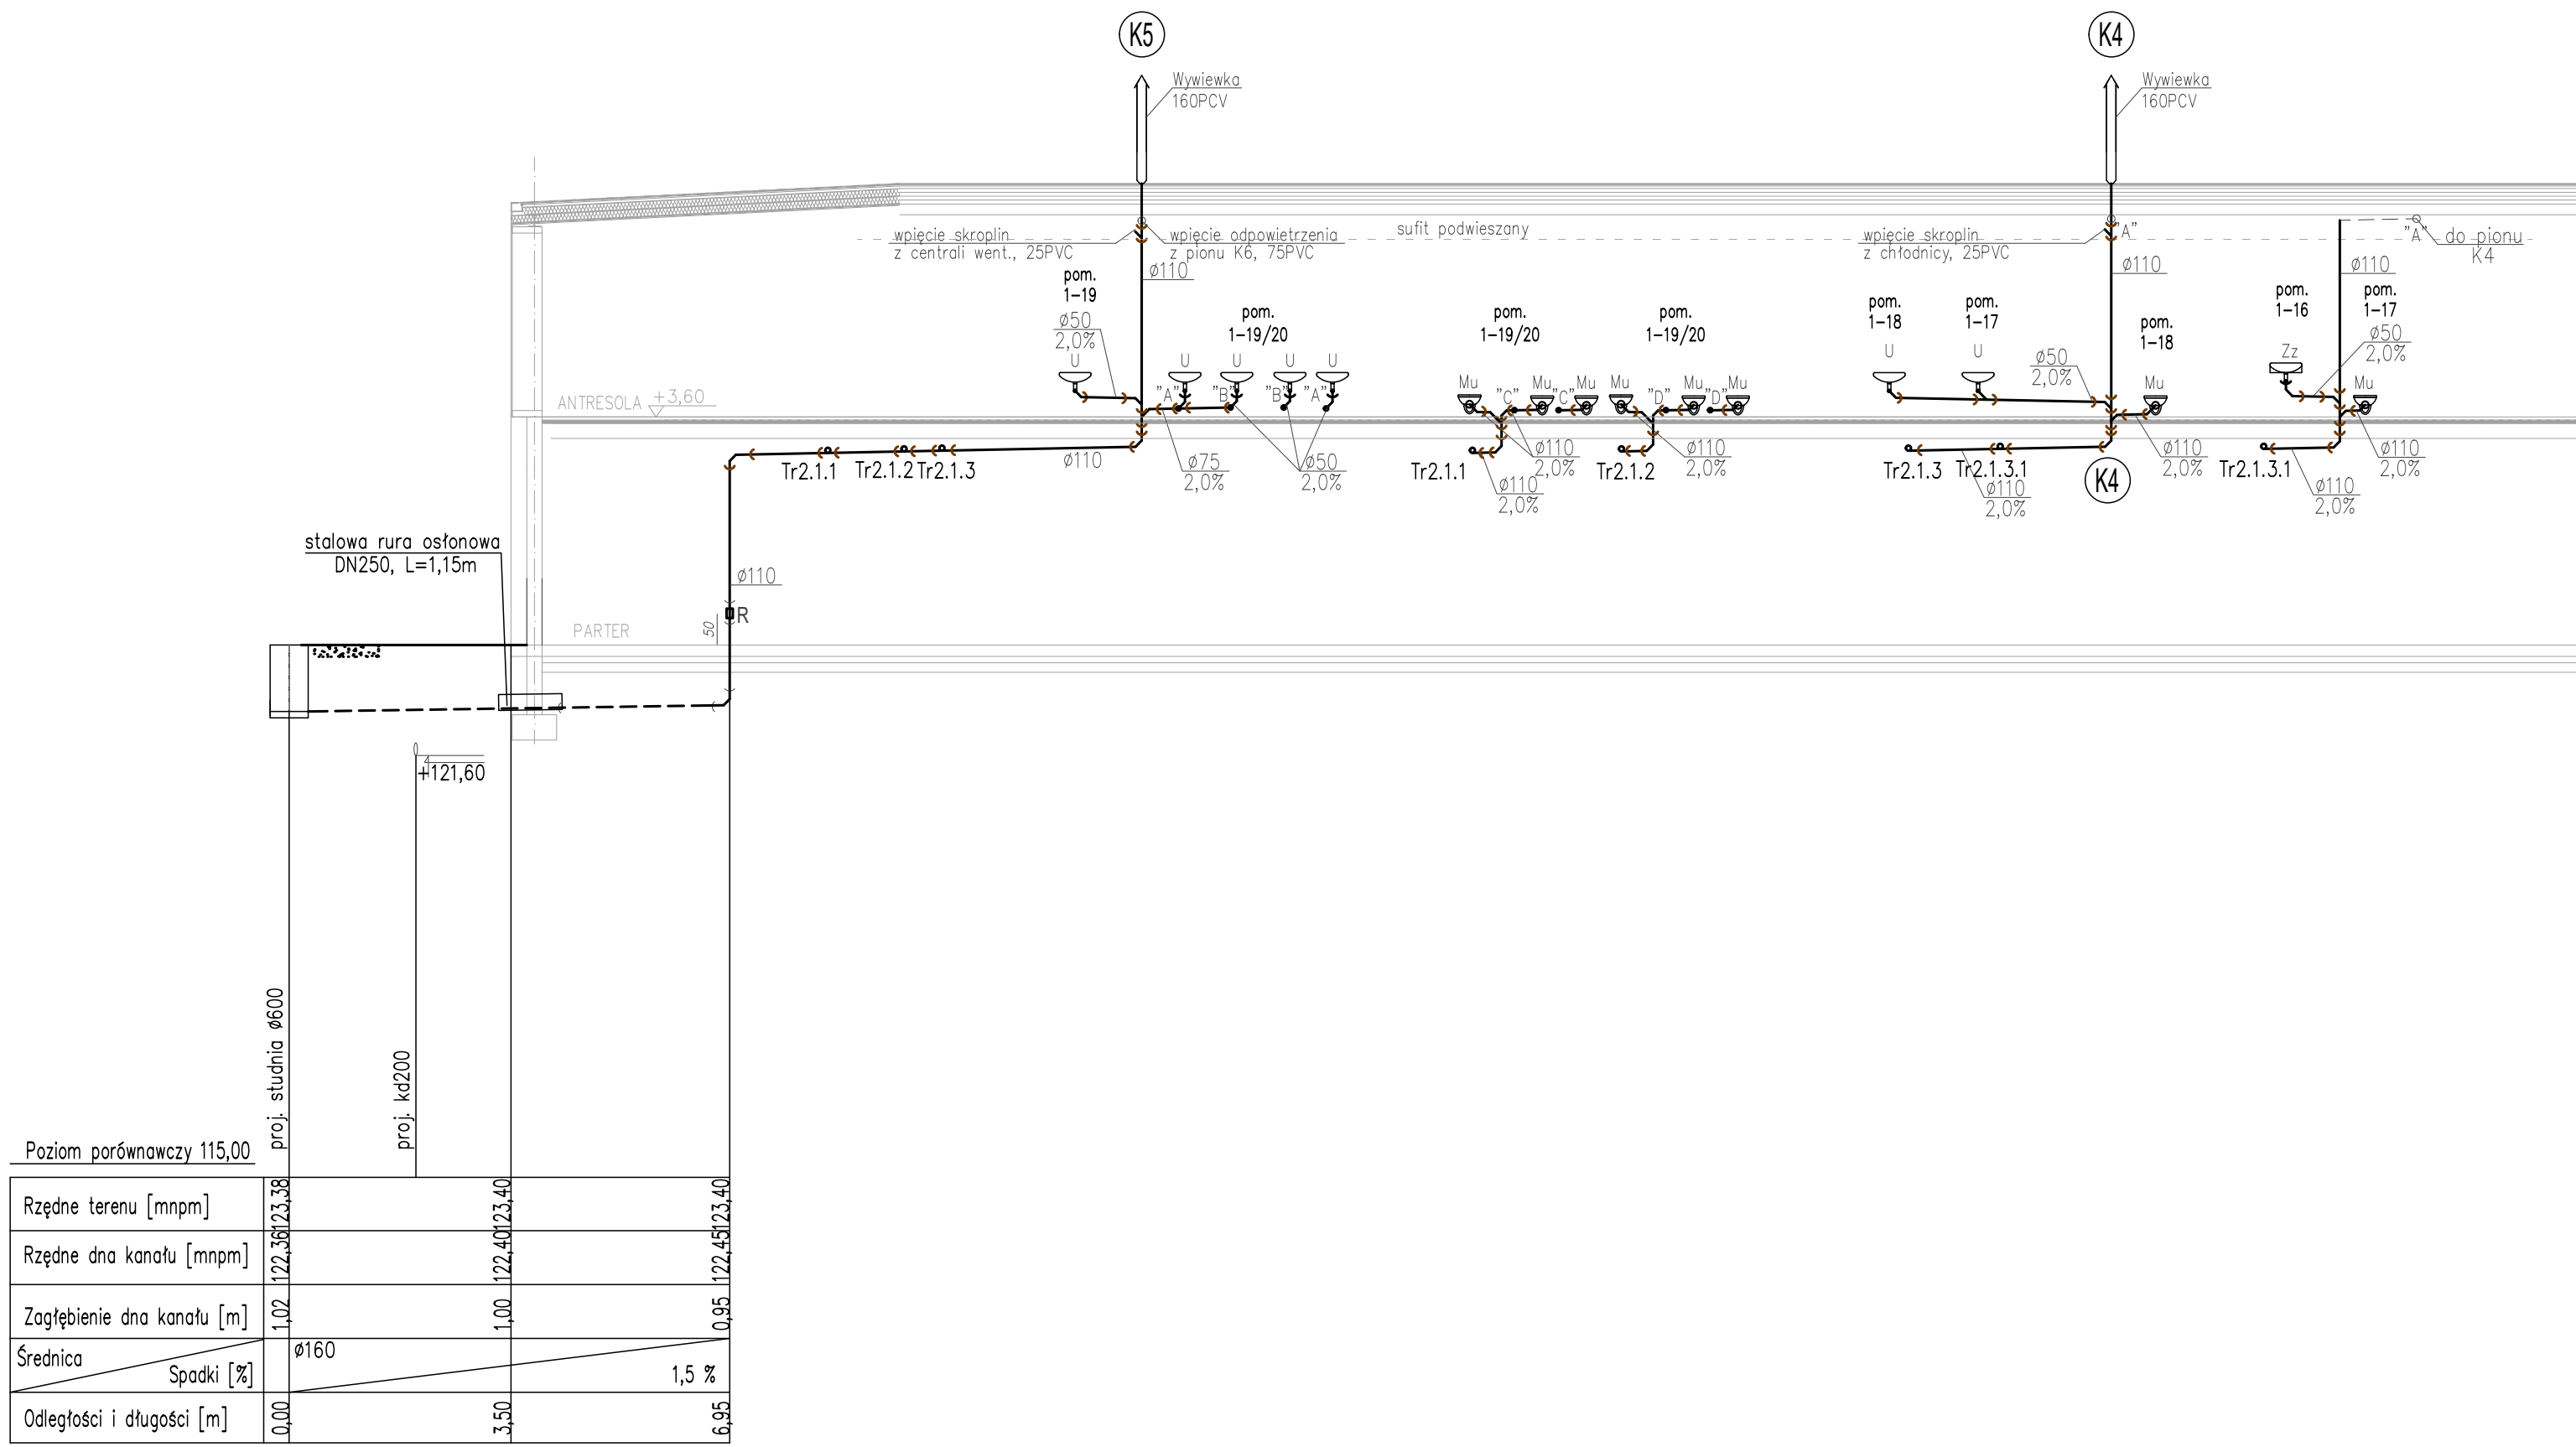 K5
K4
Wywiewka
160PCV
Wywiewka
160PCV
wpięcie skroplin
z centrali went., 25PVC
wpięcie odpowietrzenia
z pionu K6, 75PVC
sufit podwieszany
wpięcie skroplin
z chłodnicy, 25PVC
"A"
"A"
do pionu
K4
ø110
ø110
ø110
pom.
1-19
ø50
2,0%
U
pom.
1-19/20
U
U
U
U
"A"
"B"
"B"
"A"
pom.
1-19/20
Mu
"C"
Mu
"C"
Mu
pom.
1-19/20
Mu
"D"
Mu
"D"
Mu
pom.
1-18
U
pom.
1-17
U
ø50
2,0%
pom.
1-18
Mu
pom.
1-16
Zz
pom.
1-17
ø50
2,0%
Mu
ANTRESOLA
+3,60
Tr2.1.1
Tr2.1.2
Tr2.1.3
ø110
ø75
2,0%
ø50
2,0%
Tr2.1.1
ø110
2,0%
ø110
2,0%
Tr2.1.2
ø110
2,0%
Tr2.1.3
Tr2.1.3.1
ø110
2,0%
K4
ø110
2,0%
Tr2.1.3.1
ø110
2,0%
ø110
2,0%
stalowa rura osłonowa
DN250, L=1,15m
ø110
R
50
PARTER
+121,60
proj. studnia ø600
proj. kd200
Poziom porównawczy 115,00
Rzędne terenu [mnpm]
123,38
123,40
123,40
Rzędne dna kanału [mnpm]
122,36
122,40
122,45
Zagłębienie dna kanału [m]
1,02
1,00
0,95
Średnica
Spadki [%]
ø160
1,5 %
Odległości i długości [m]
0,00
3,50
6,95